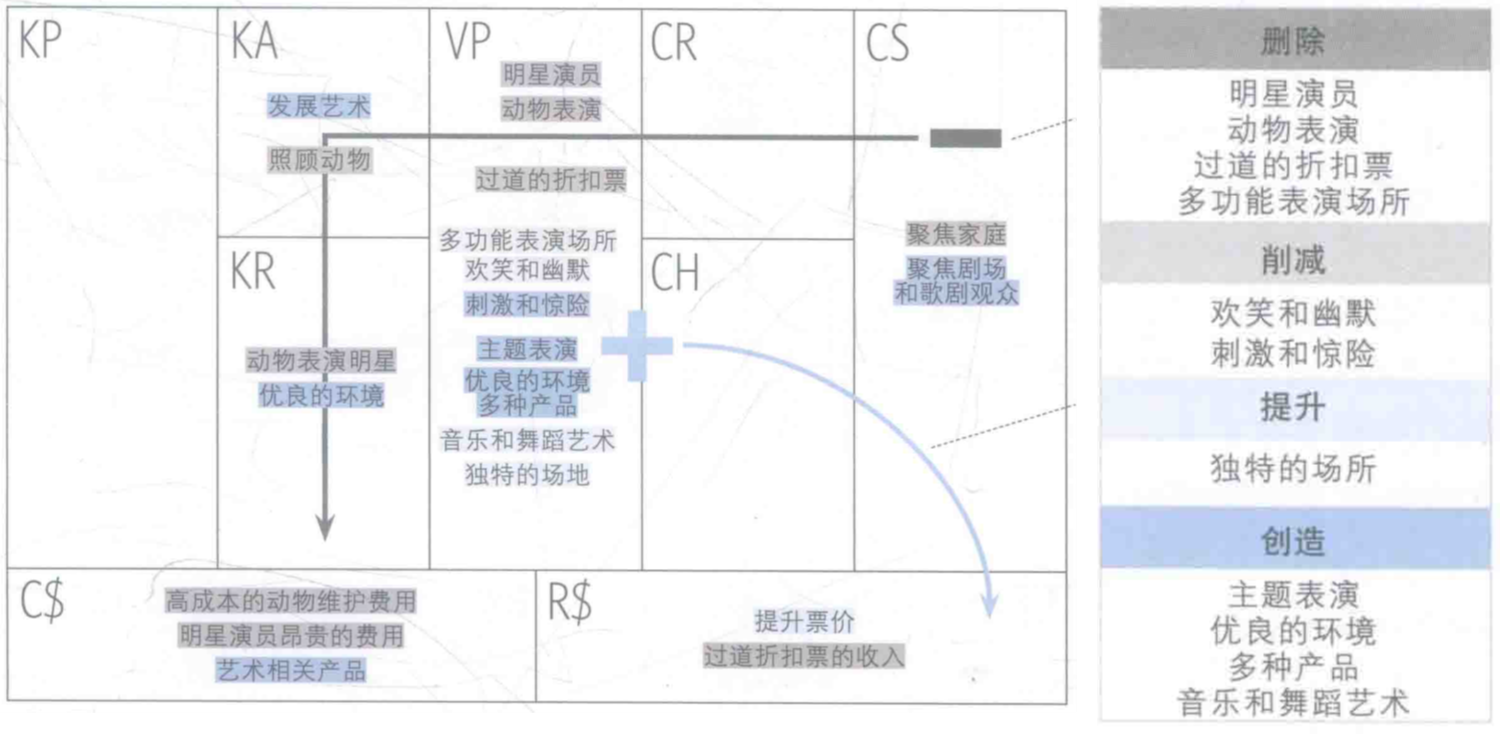 KP
KA
发展艺术
照顾动物
KR
动物表演明星
优良的环境
VP
明星演员
动物表演
过道的折扣票
多功能表演场所
欢笑和幽默
刺激和惊险
主题表演
优良的环境
多种产品
音乐和舞蹈艺术
独特的场地
CR
CH
CS
聚焦家庭
聚焦剧场
和歌剧观众
C$
高成本的动物维护费用
明星演员昂贵的费用
艺术相关产品
R$
提升票价
过道折扣票的收入
删除
明星演员
动物表演
过道的折扣票
多功能表演场所
削减
欢笑和幽默
刺激和惊险
提升
独特的场所
创造
主题表演
优良的环境
多种产品
音乐和舞蹈艺术